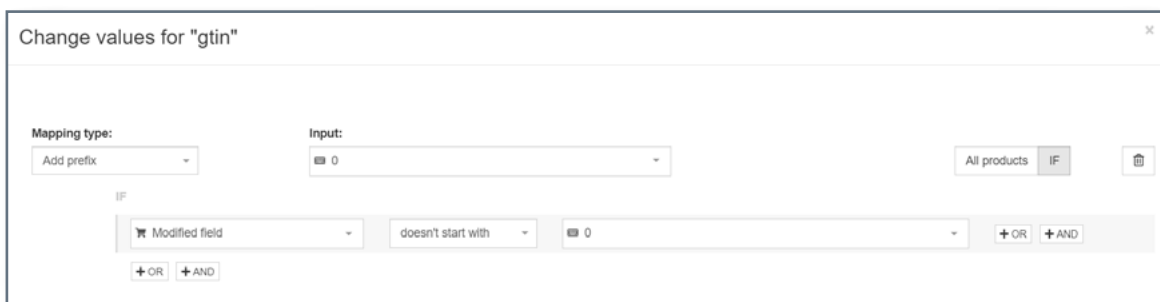 Change values for "gtin"
×
Mapping type: Input:
Add prefix 0 All products IF
IF
Modified field doesn't start with 0 + OR + AND
+ OR + AND